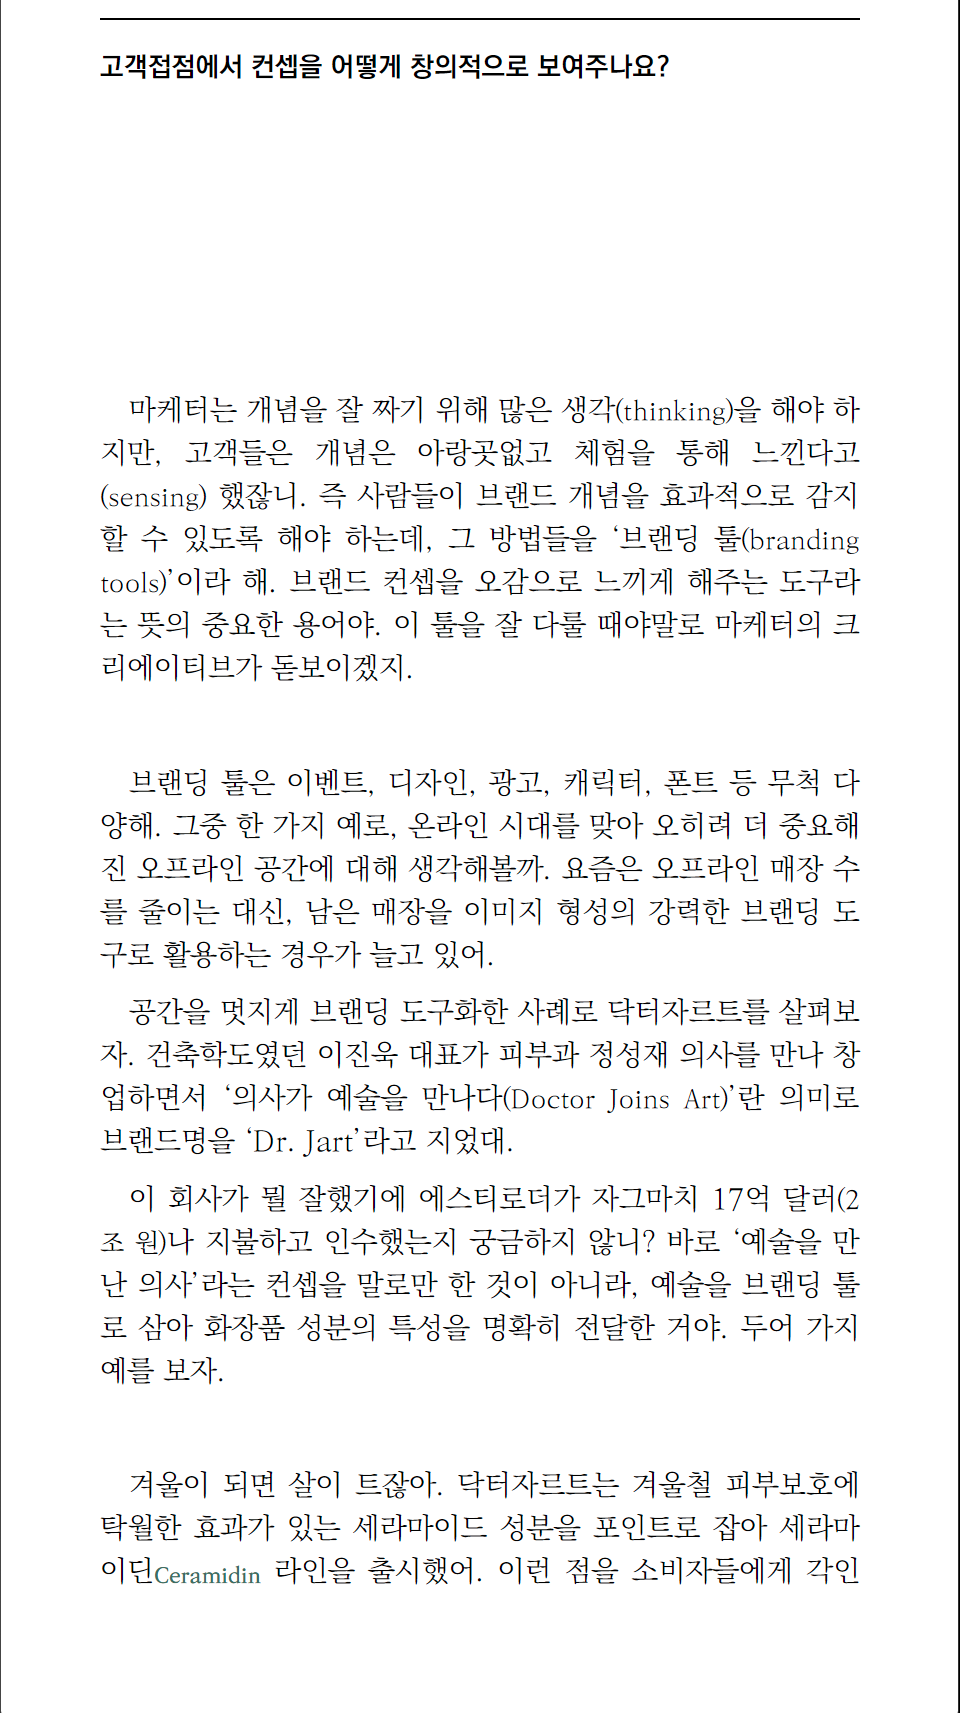 고객접점에서 컨셉을 어떻게 창의적으로 보여주나요?
마케터는 개념을 잘 짜기 위해 많은 생각(thinking)을 해야 하
지만, 고객들은 개념은 아랑곳없고 체험을 통해 느낀다고
(sensing) 했잖니. 즉 사람들이 브랜드 개념을 효과적으로 감지
할 수 있도록 해야 하는데, 그 방법들을 ‘브랜딩 툴(branding
tools)’이라 해. 브랜드 컨셉을 오감으로 느끼게 해주는 도구라
는 뜻의 중요한 용어야. 이 툴을 잘 다룰 때야말로 마케터의 크
리에이티브가 돋보이겠지.
브랜딩 툴은 이벤트, 디자인, 광고, 캐릭터, 폰트 등 무척 다
양해. 그중 한 가지 예로, 온라인 시대를 맞아 오히려 더 중요해
진 오프라인 공간에 대해 생각해볼까. 요즘은 오프라인 매장 수
를 줄이는 대신, 남은 매장을 이미지 형성의 강력한 브랜딩 도
구로 활용하는 경우가 늘고 있어.
공간을 멋지게 브랜딩 도구화한 사례로 닥터자르트를 살펴보
자. 건축학도였던 이진욱 대표가 피부과 정성재 의사를 만나 창
업하면서 ‘의사가 예술을 만나다(Doctor Joins Art)’란 의미로
브랜드명을 ‘Dr. Jart’라고 지었대.
이 회사가 뭘 잘했기에 에스티로더가 자그마치 17억 달러(2
조 원)나 지불하고 인수했는지 궁금하지 않니? 바로 ‘예술을 만
난 의사’라는 컨셉을 말로만 한 것이 아니라, 예술을 브랜딩 툴
로 삼아 화장품 성분의 특성을 명확히 전달한 거야. 두어 가지
예를 보자.
겨울이 되면 살이 트잖아. 닥터자르트는 겨울철 피부보호에
탁월한 효과가 있는 세라마이드 성분을 포인트로 잡아 세라마
이딘Ceramidin 라인을 출시했어. 이런 점을 소비자들에게 각인